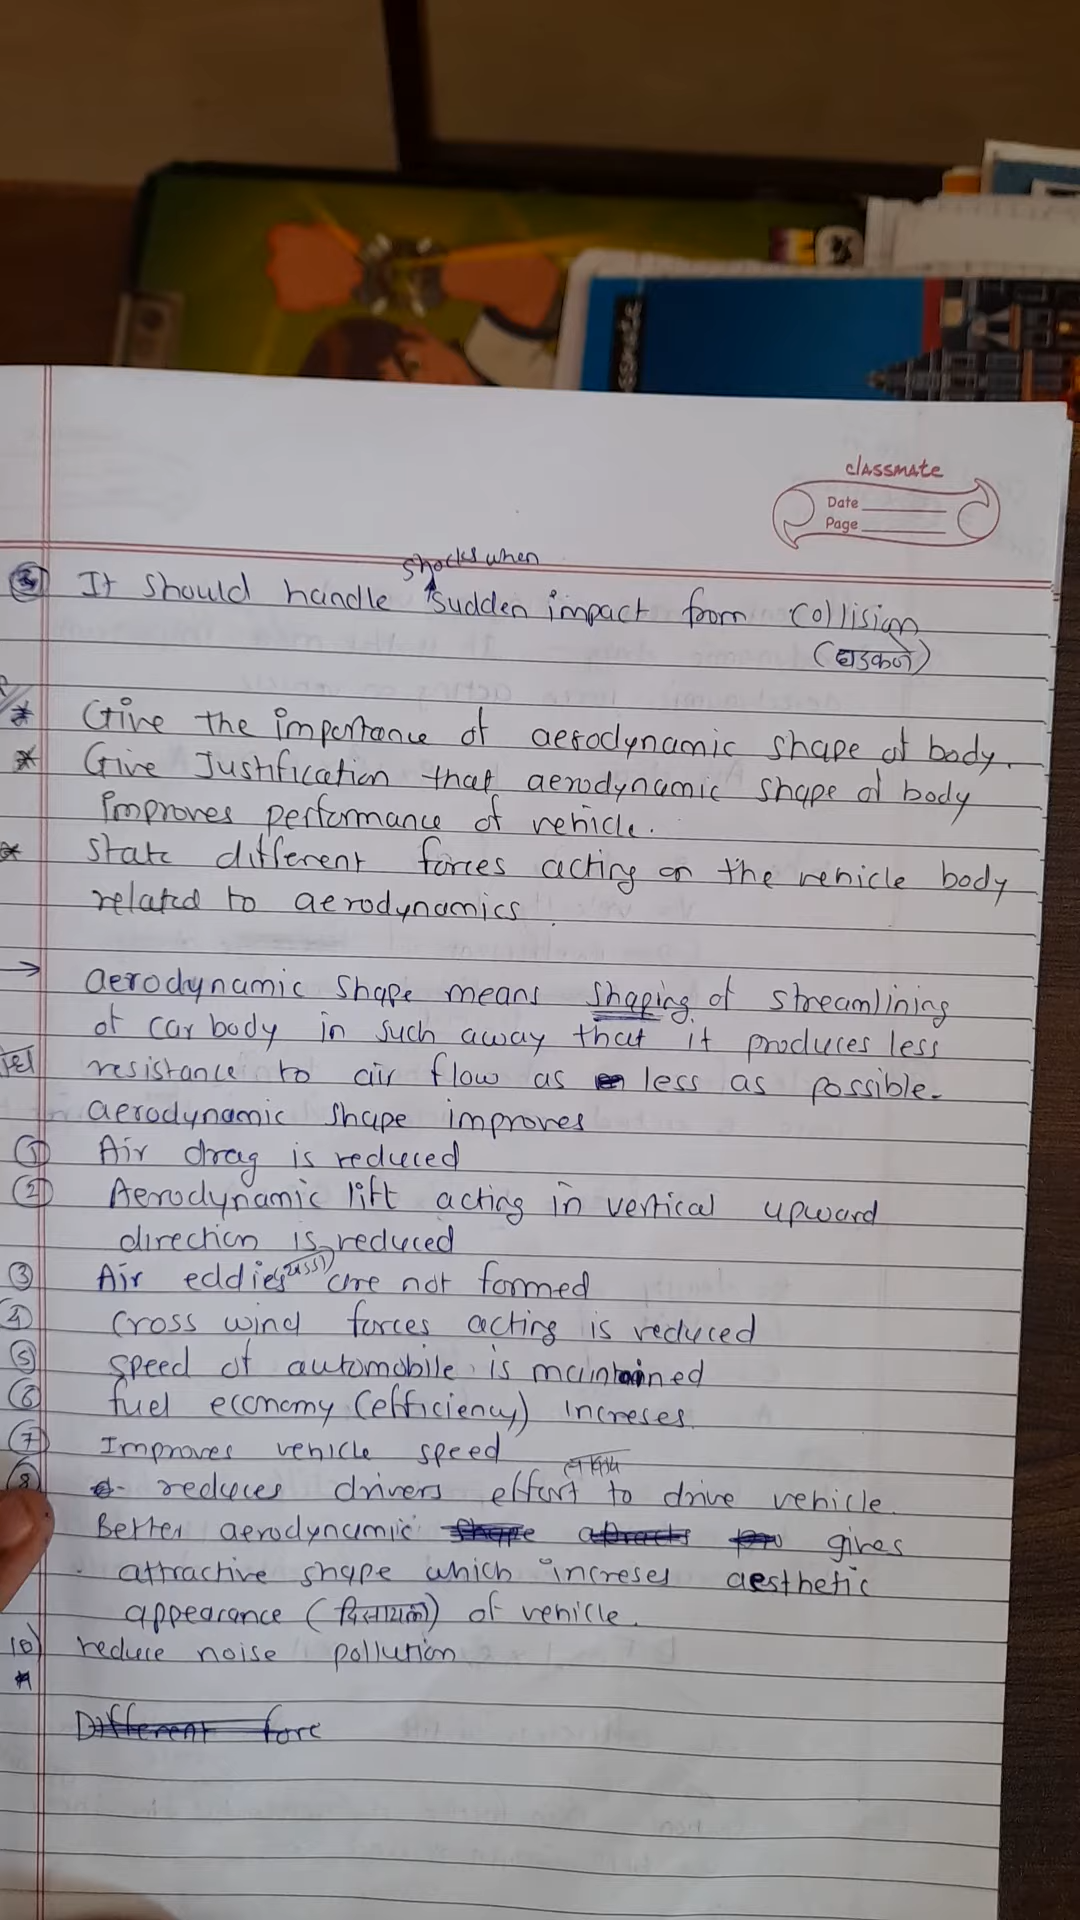 classmate
Date
Page
shocks when
③ It should handle sudden impact from collision
(धडकने)
* Give the importance of aerodynamic shape of body.
* Give Justification that aerodynamic shape of body
improves performance of vehicle.
* State different forces acting on the vehicle body
related to aerodynamics.
→ aerodynamic shape means shaping of streamlining
of car body in such away that it produces less
resistance to air flow as less as possible.
aerodynamic shape improves
① Air drag is reduced
② Aerodynamic lift acting in vertical upward
direction is reduced
③ Air eddies are not formed
④ Cross wind forces acting is reduced
⑤ speed of automobile is maintained
⑥ fuel economy (efficiency) increses
⑦ Improves vehicle speed
⑧ reduces drivers effort to drive vehicle.
Better aerodynamic gives
attractive shape which increses aesthetic
appearance of vehicle.
10) reduce noise pollution
*
Different forc